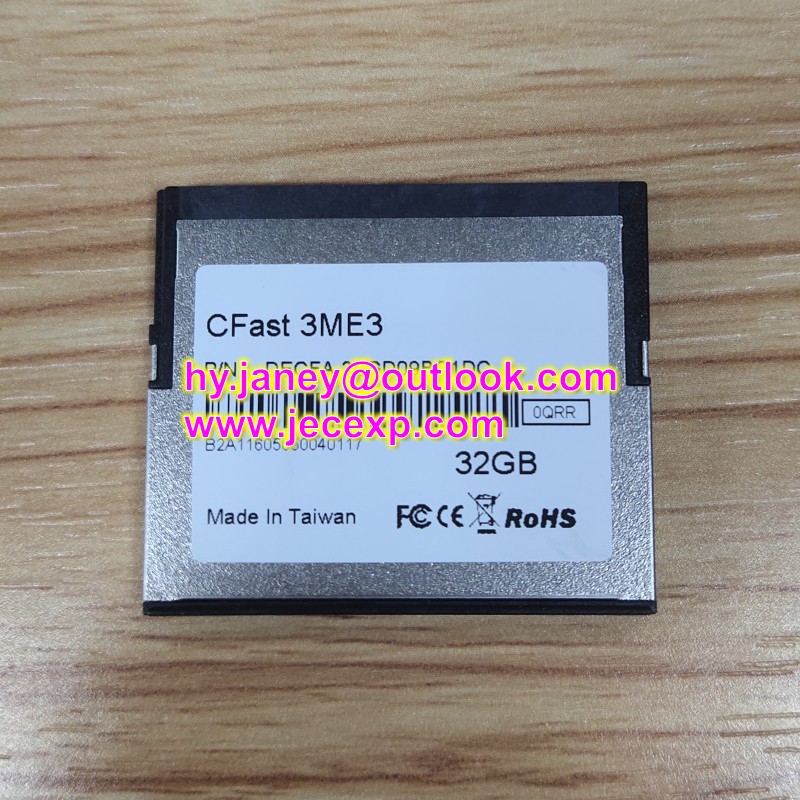 CFast 3ME3
P/N
hy.janey@outlook.com
www.jecexp.com
0QRR
32GB
Made In Taiwan
FC CE RoHS